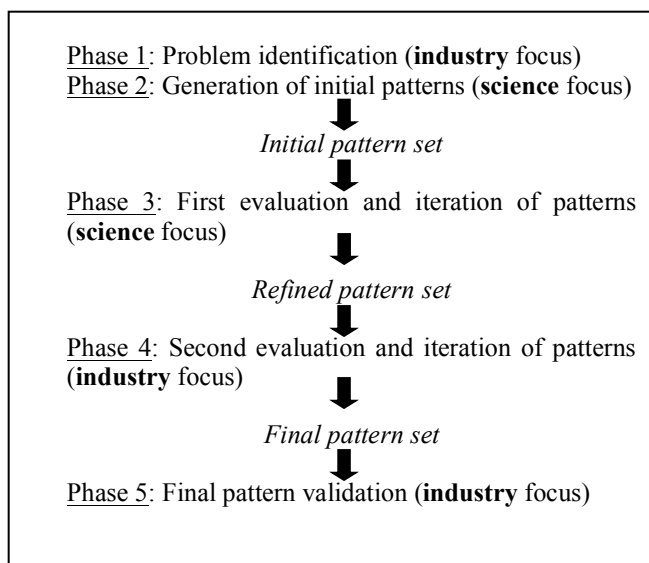 Phase 1: Problem identification (industry focus)
Phase 2: Generation of initial patterns (science focus)
Initial pattern set
Phase 3: First evaluation and iteration of patterns
(science focus)
Refined pattern set
Phase 4: Second evaluation and iteration of patterns
(industry focus)
Final pattern set
Phase 5: Final pattern validation (industry focus)